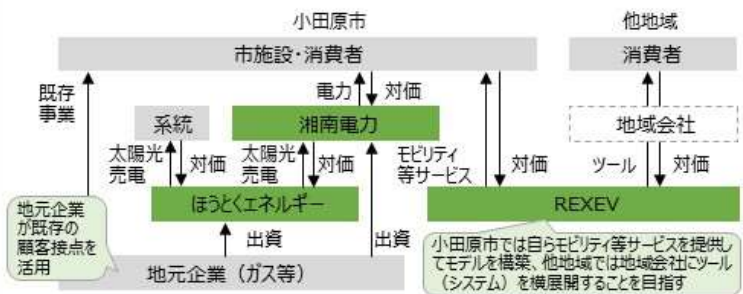 小田原市
他地域
市施設・消費者
消費者
既存
事業
電力
対価
系統
湘南電力
地域会社
太陽光
売電
対価
太陽光
売電
対価
モビリティ
等サービス
対価
ツール
対価
ほうとくエネルギー
REXEV
地元企業
が既存の
顧客接点を
活用
出資
出資
地元企業(ガス等)
小田原市では自らモビリティ等サービスを提供し
てモデルを構築、他地域では地域会社にツール
(システム)を横展開することを目指す